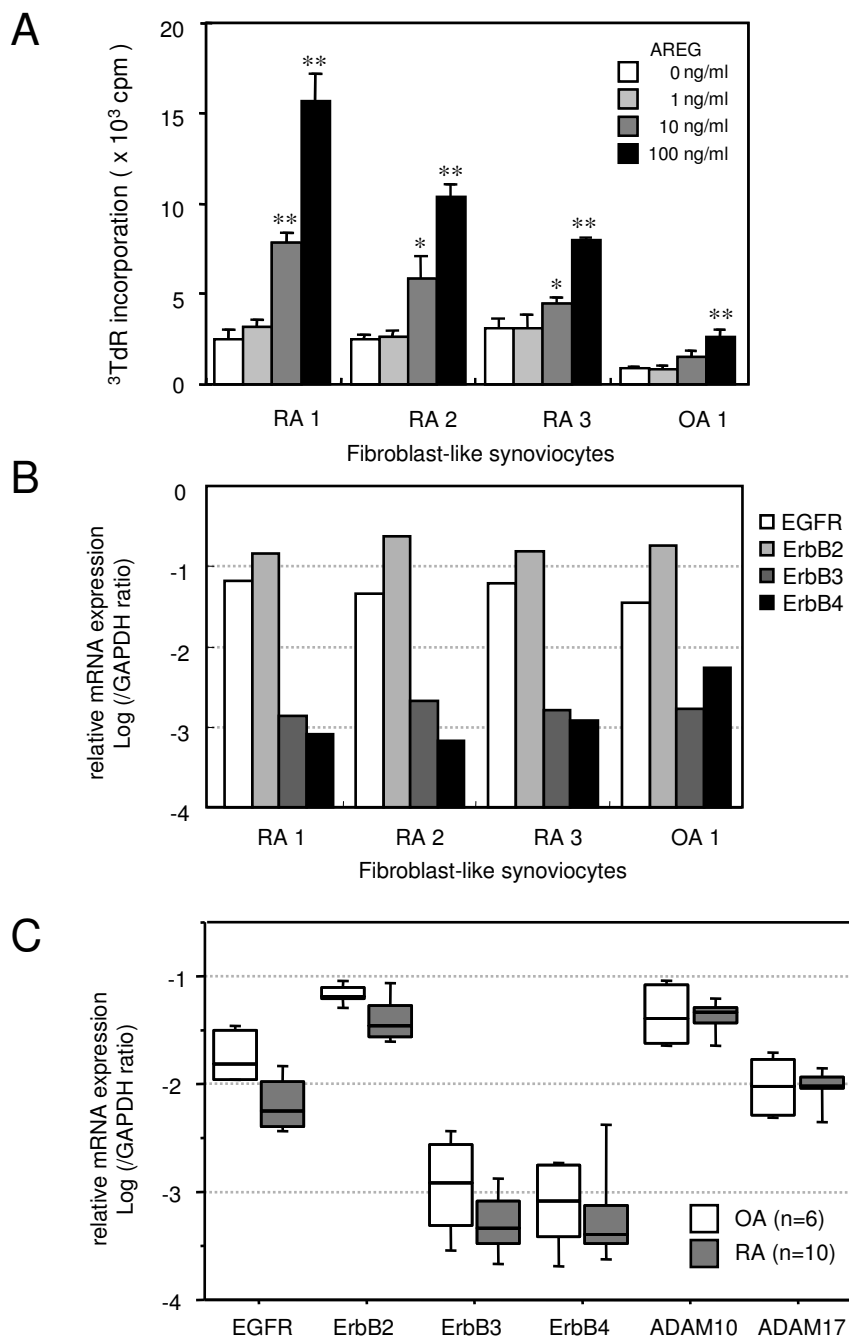 A
³TdR incorporation ( x 10³ cpm )
20
15
10
5
0
**
**
*
**
*
**
**
AREG
0 ng/ml
1 ng/ml
10 ng/ml
100 ng/ml
RA 1 RA 2 RA 3 OA 1
Fibroblast-like synoviocytes
B
relative mRNA expression
Log (/GAPDH ratio)
0
-1
-2
-3
-4
EGFR
ErbB2
ErbB3
ErbB4
RA 1 RA 2 RA 3 OA 1
Fibroblast-like synoviocytes
C
relative mRNA expression
Log (/GAPDH ratio)
-1
-2
-3
-4
OA (n=6)
RA (n=10)
EGFR ErbB2 ErbB3 ErbB4 ADAM10 ADAM17